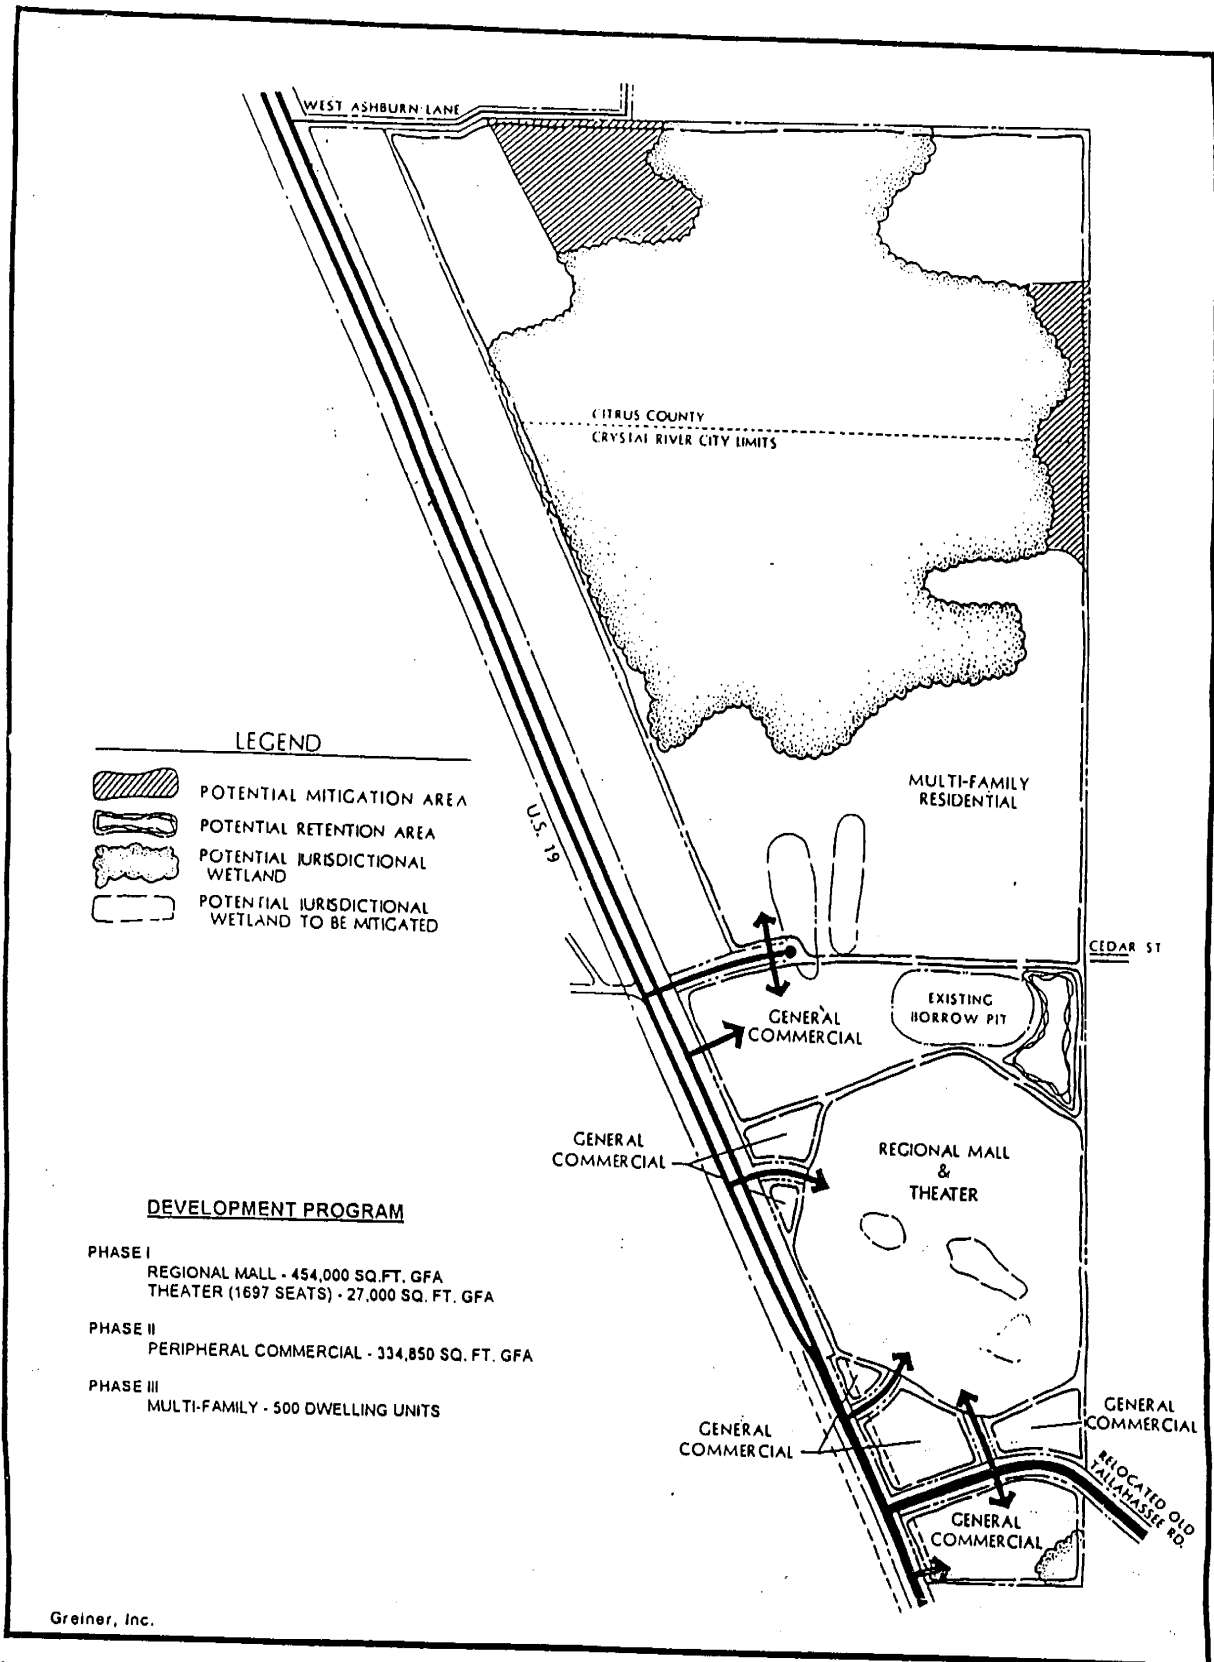 WEST ASHBURN LANE
CITRUS COUNTY
CRYSTAL RIVER CITY LIMITS
LEGEND
POTENTIAL MITIGATION AREA
POTENTIAL RETENTION AREA
POTENTIAL JURISDICTIONAL
WETLAND
POTENTIAL JURISDICTIONAL
WETLAND TO BE MITIGATED
U.S. 19
MULTI-FAMILY
RESIDENTIAL
CEDAR ST
EXISTING
BORROW PIT
GENERAL
COMMERCIAL
GENERAL
COMMERCIAL
REGIONAL MALL
&
THEATER
DEVELOPMENT PROGRAM
PHASE I
REGIONAL MALL - 454,000 SQ.FT. GFA
THEATER (1697 SEATS) - 27,000 SQ. FT. GFA
PHASE II
PERIPHERAL COMMERCIAL - 334,850 SQ. FT. GFA
PHASE III
MULTI-FAMILY - 500 DWELLING UNITS
GENERAL
COMMERCIAL
GENERAL
COMMERCIAL
RELOCATED OLD
TALLAHASSEE RD.
GENERAL
COMMERCIAL
Greiner, Inc.